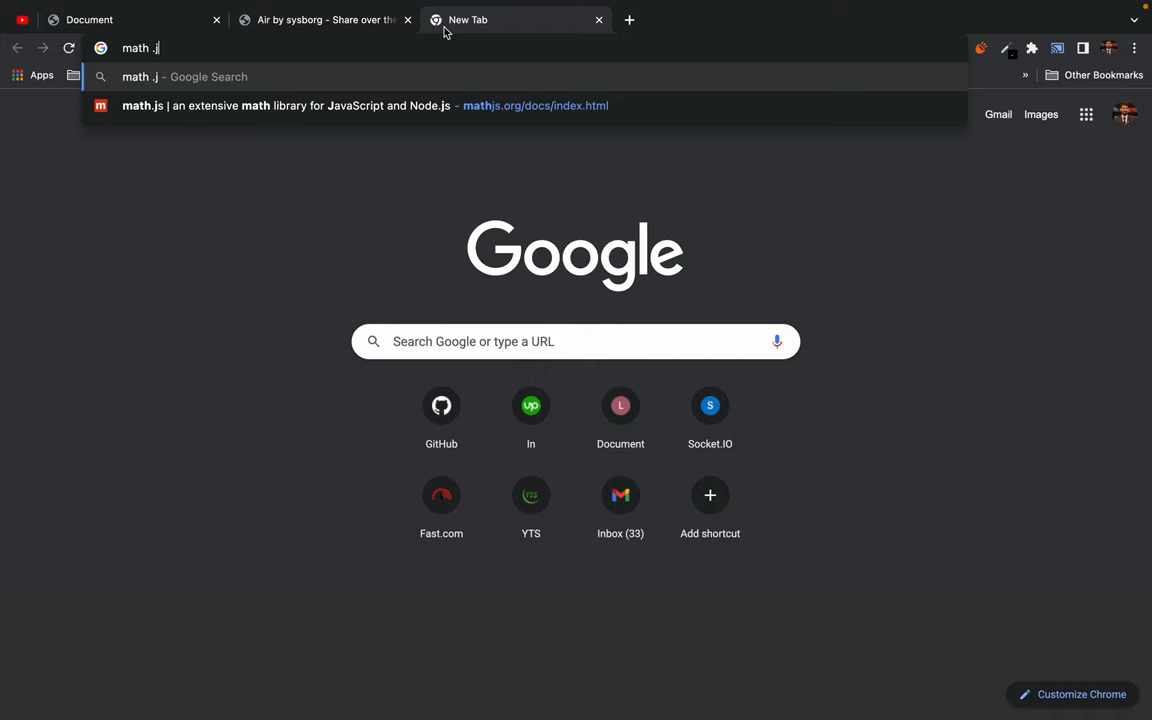 Document
Air by sysborg - Share over the
New Tab
math .j
Apps
math .j - Google Search
Other Bookmarks
math.js | an extensive math library for JavaScript and Node.js - mathjs.org/docs/index.html
Gmail
Images
Google
Search Google or type a URL
GitHub
In
Document
Socket.IO
Fast.com
YTS
Inbox (33)
Add shortcut
Customize Chrome